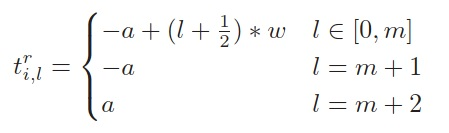 t^r_{i,l} = { −a + (l + 1/2) ∗ w   l ∈ [0, m]
−a   l = m + 1
a   l = m + 2